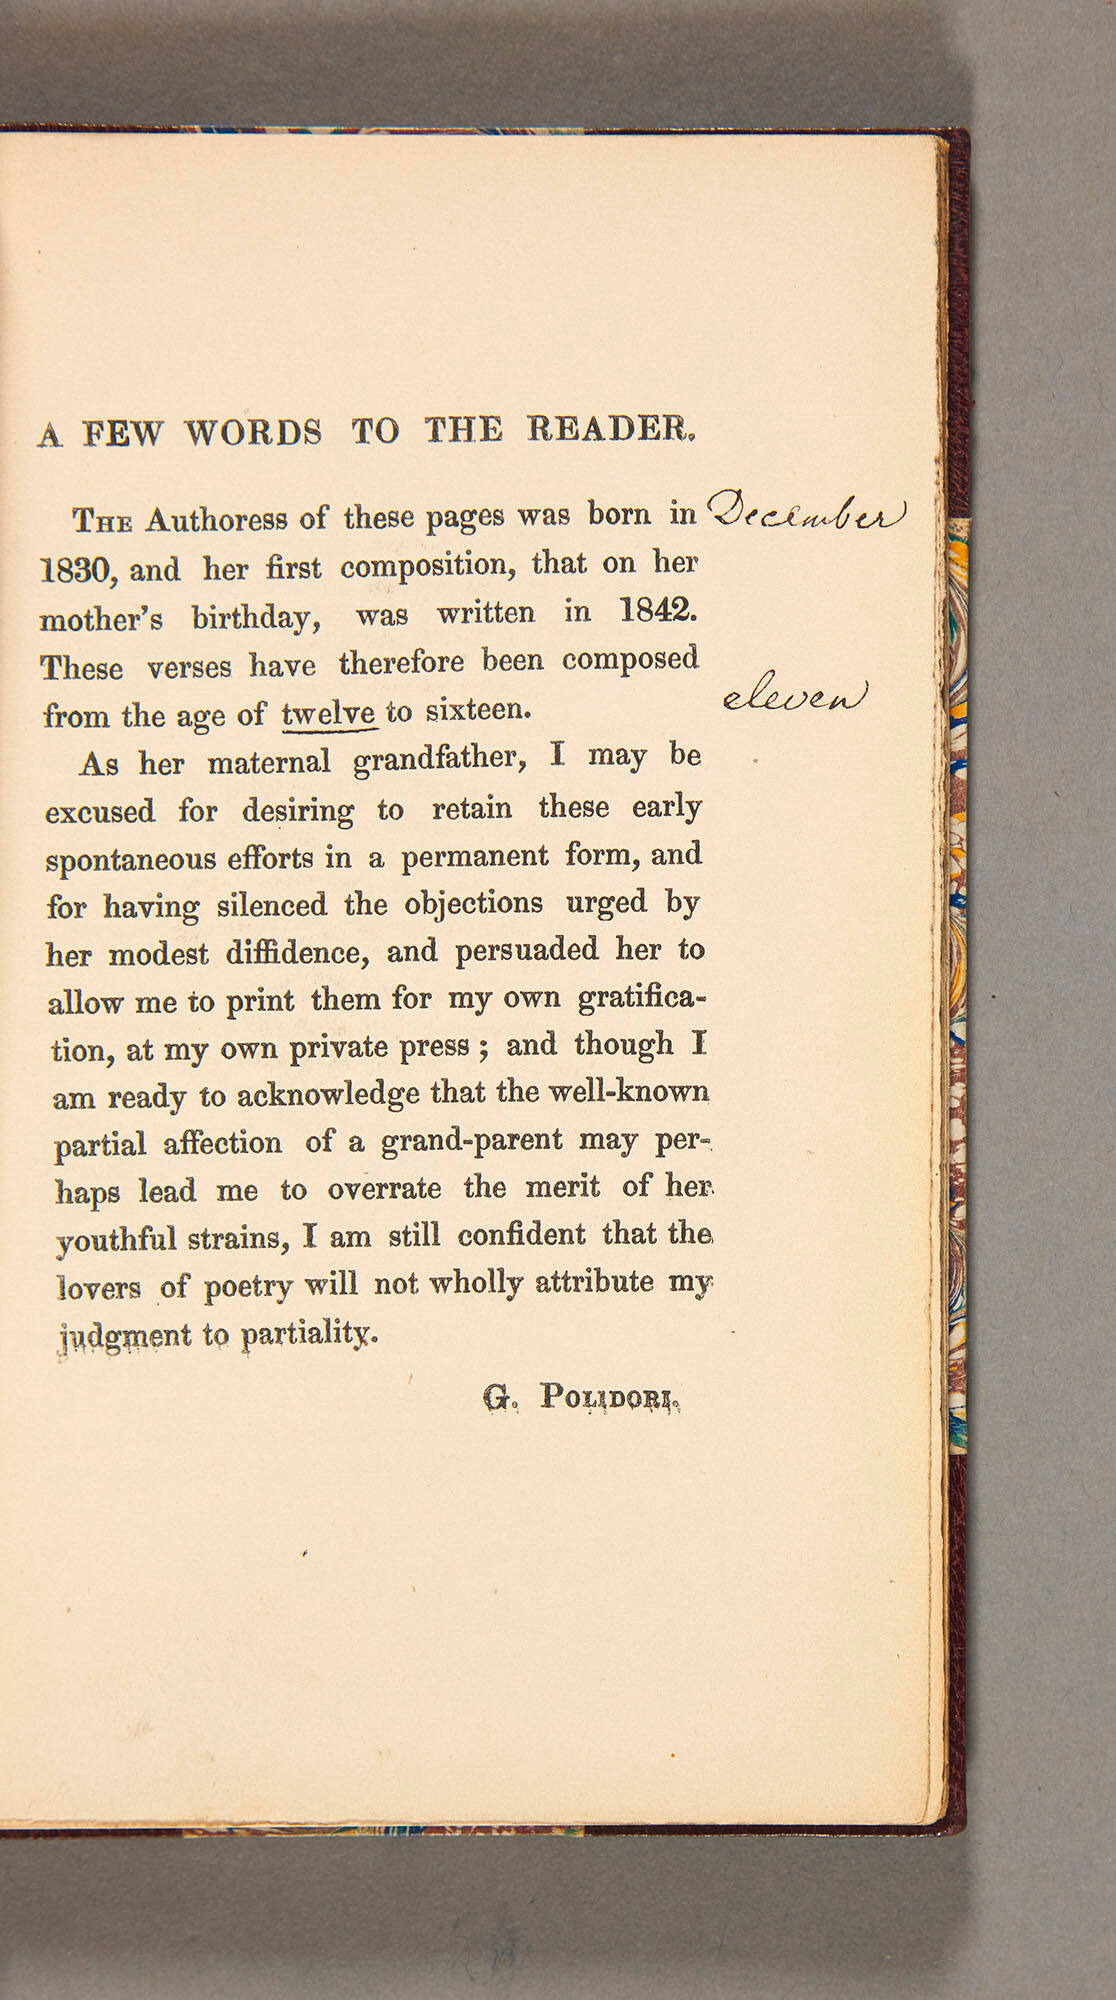 A FEW WORDS TO THE READER.
THE Authoress of these pages was born in December
1830, and her first composition, that on her
mother's birthday, was written in 1842.
These verses have therefore been composed
from the age of twelve to sixteen. eleven
As her maternal grandfather, I may be
excused for desiring to retain these early
spontaneous efforts in a permanent form, and
for having silenced the objections urged by
her modest diffidence, and persuaded her to
allow me to print them for my own gratifica-
tion, at my own private press ; and though I
am ready to acknowledge that the well-known
partial affection of a grand-parent may per-
haps lead me to overrate the merit of her
youthful strains, I am still confident that the
lovers of poetry will not wholly attribute my
judgment to partiality.
G. POLIDORI.